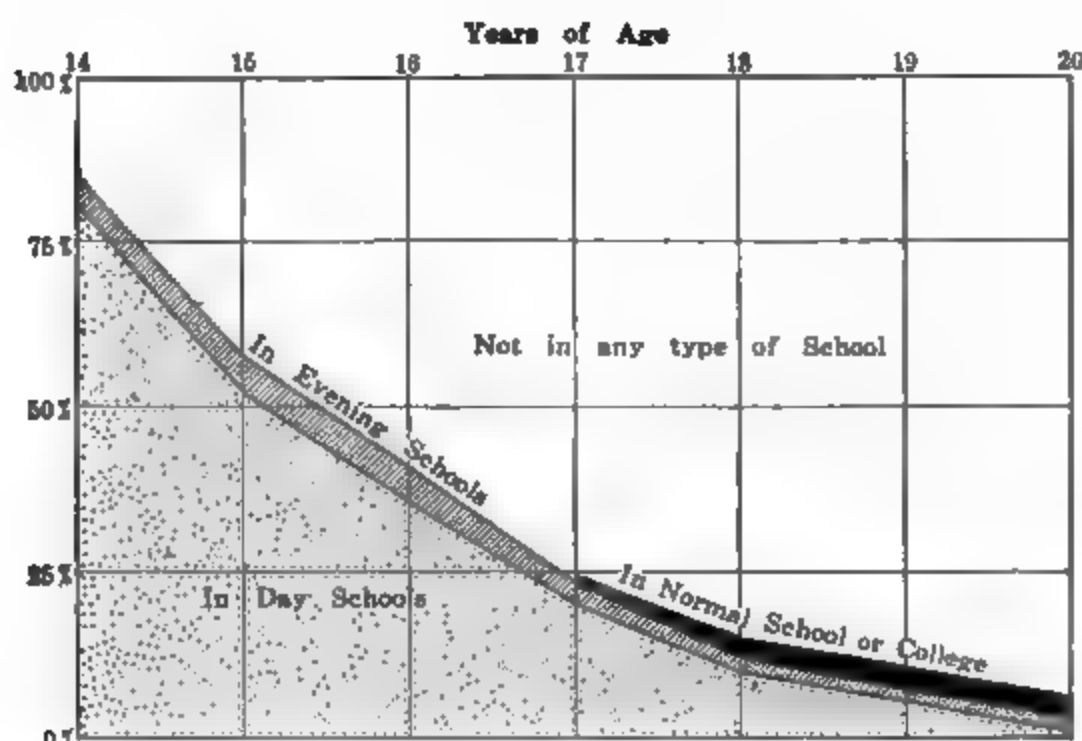 Years of Age
14 15 16 17 18 19 20
100%
75%
Not in any type of School
In Evening Schools
50%
25%
In Normal School or College
In Day Schools
0%